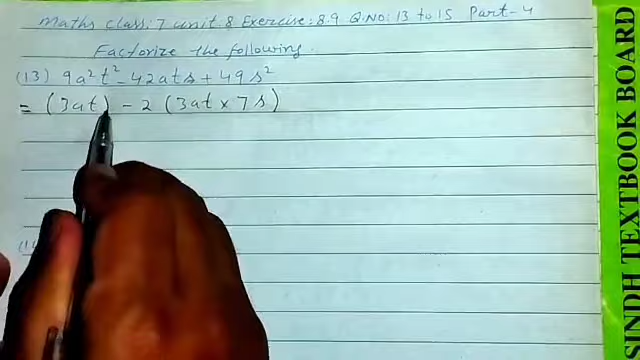 Maths class: 7 unit 8 Exercise: 8.9 Q.NO: 13 to 15 Part-4
Factorize the following.
(13) 9a²t² - 42ats + 49s²
= (3at) - 2 (3at × 7s)
(1
SINDH TEXTBOOK BOARD